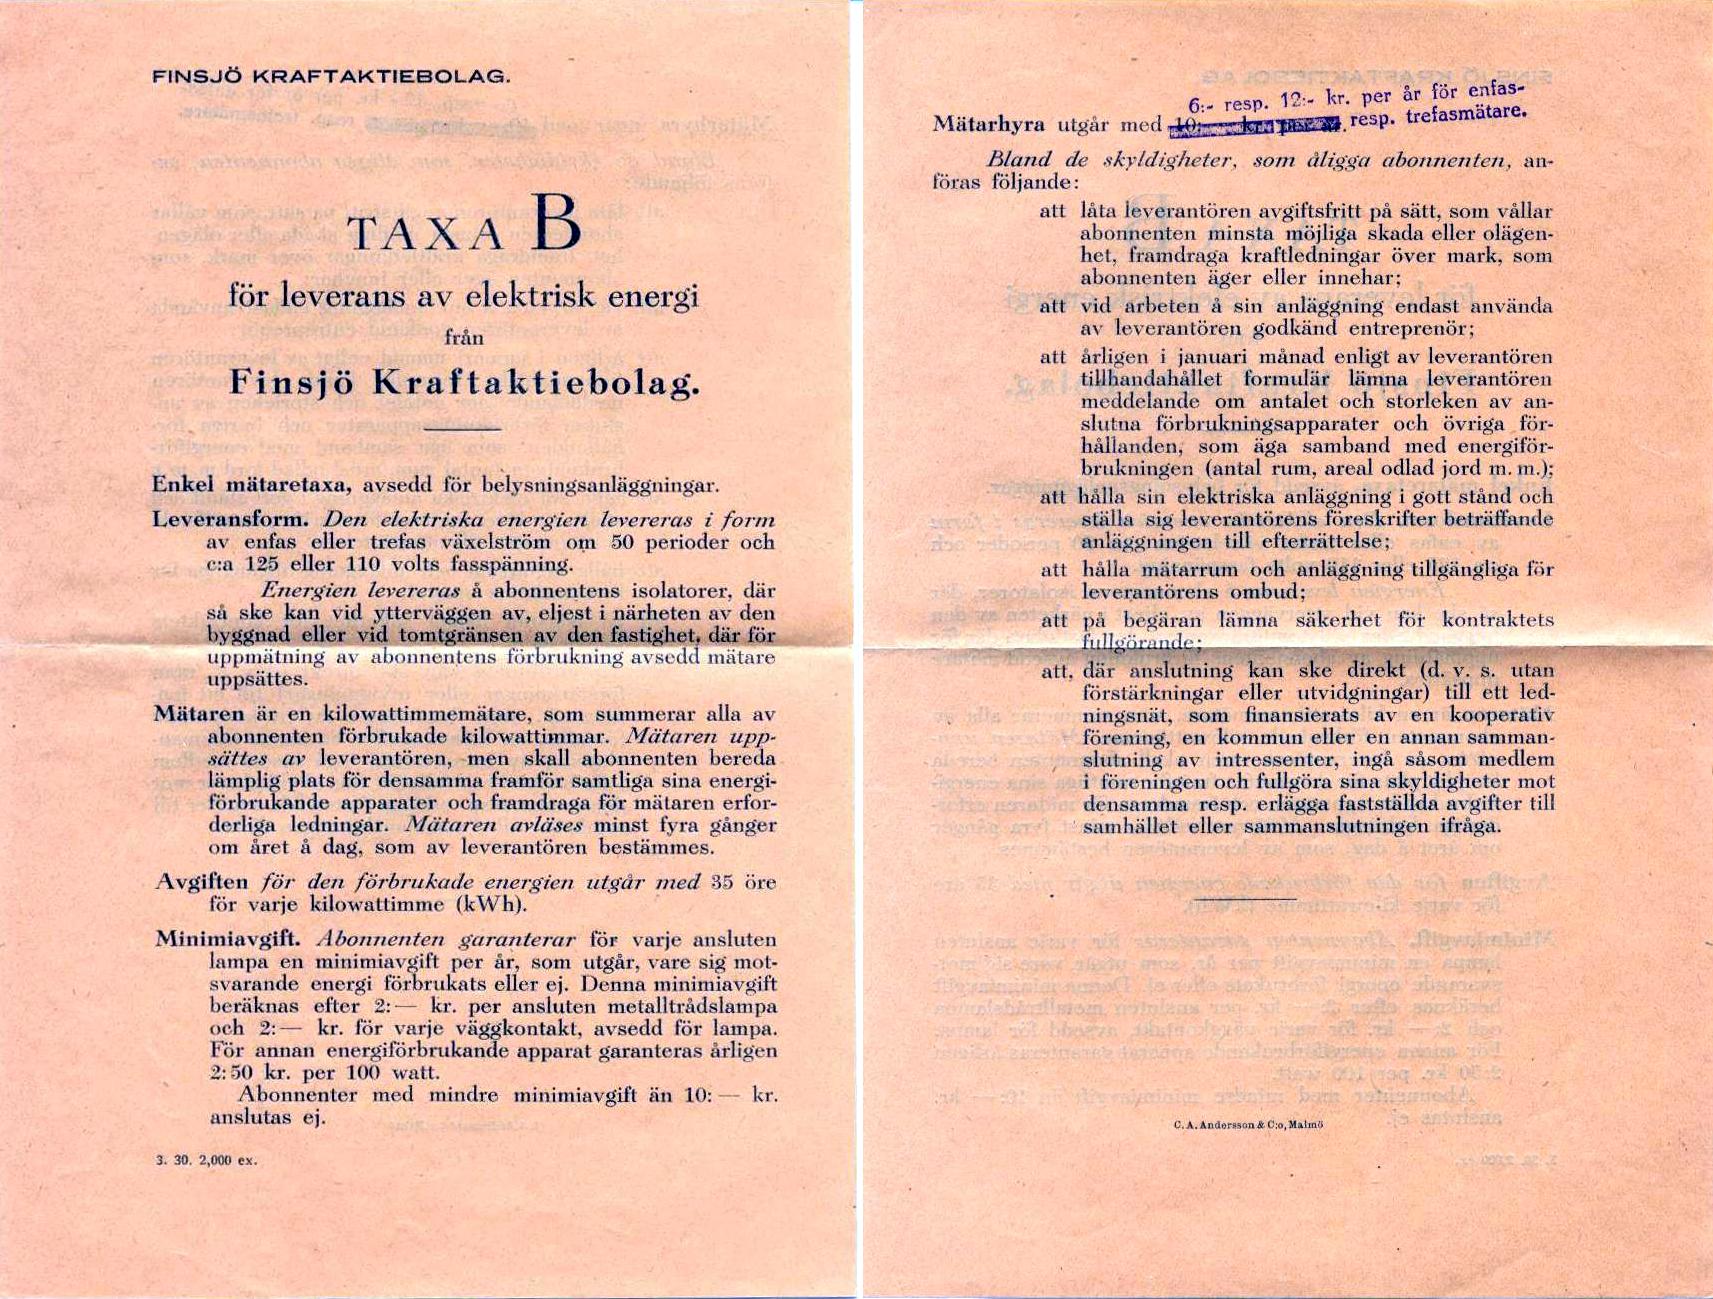 FINSJÖ KRAFTAKTIEBOLAG.
TAXA B
för leverans av elektrisk energi
från
Finsjö Kraftaktiebolag.
Enkel mätaretaxa, avsedd för belysningsanläggningar.
Leveransform. Den elektriska energien levereras i form
av enfas eller trefas växelström om 50 perioder och
c:a 125 eller 110 volts fasspänning.
Energien levereras å abonnentens isolatorer, där
så ske kan vid ytterväggen av, eljest i närheten av den
byggnad eller vid tomtgränsen av den fastighet, där för
uppmätning av abonnentens förbrukning avsedd mätare
uppsättes.
Mätaren är en kilowattimmemätare, som summerar alla av
abonnenten förbrukade kilowattimmar. Mätaren upp-
sättes av leverantören, men skall abonnenten bereda
lämplig plats för densamma framför samtliga sina energi-
förbrukande apparater och framdraga för mätaren erfor-
derliga ledningar. Mätaren avläses minst fyra gånger
om året å dag, som av leverantören bestämmes.
Avgiften för den förbrukade energien utgår med 35 öre
för varje kilowattimme (kWh).
Minimiavgift. Abonnenten garanterar för varje ansluten
lampa en minimiavgift per år, som utgår, vare sig mot-
svarande energi förbrukats eller ej. Denna minimiavgift
beräknas efter 2:— kr. per ansluten metalltrådslampa
och 2:— kr. för varje väggkontakt, avsedd för lampa.
För annan energiförbrukande apparat garanteras årligen
2:50 kr. per 100 watt.
Abonnenter med mindre minimiavgift än 10:— kr.
anslutas ej.
3. 30. 2,000 ex.
6:- resp. 12:- kr. per år för enfas-
Mätarhyra utgår med 10: resp. trefasmätare.
Bland de skyldigheter, som åligga abonnenten, an-
föras följande:
att låta leverantören avgiftsfritt på sätt, som vållar
abonnenten minsta möjliga skada eller olägen-
het, framdraga kraftledningar över mark, som
abonnenten äger eller innehar;
att vid arbeten å sin anläggning endast använda
av leverantören godkänd entreprenör;
att årligen i januari månad enligt av leverantören
tillhandahållet formulär lämna leverantören
meddelande om antalet och storleken av an-
slutna förbrukningsapparater och övriga för-
hållanden, som äga samband med energiför-
brukningen (antal rum, areal odlad jord m. m.);
att hålla sin elektriska anläggning i gott stånd och
ställa sig leverantörens föreskrifter beträffande
anläggningen till efterrättelse;
att hålla mätarrum och anläggning tillgängliga för
leverantörens ombud;
att på begäran lämna säkerhet för kontraktets
fullgörande;
att, där anslutning kan ske direkt (d. v. s. utan
förstärkningar eller utvidgningar) till ett led-
ningsnät, som finansierats av en kooperativ
förening, en kommun eller en annan samman-
slutning av intressenter, ingå såsom medlem
i föreningen och fullgöra sina skyldigheter mot
densamma resp. erlägga fastställda avgifter till
samhället eller sammanslutningen ifråga.
C. A. Andersson & C:o, Malmö